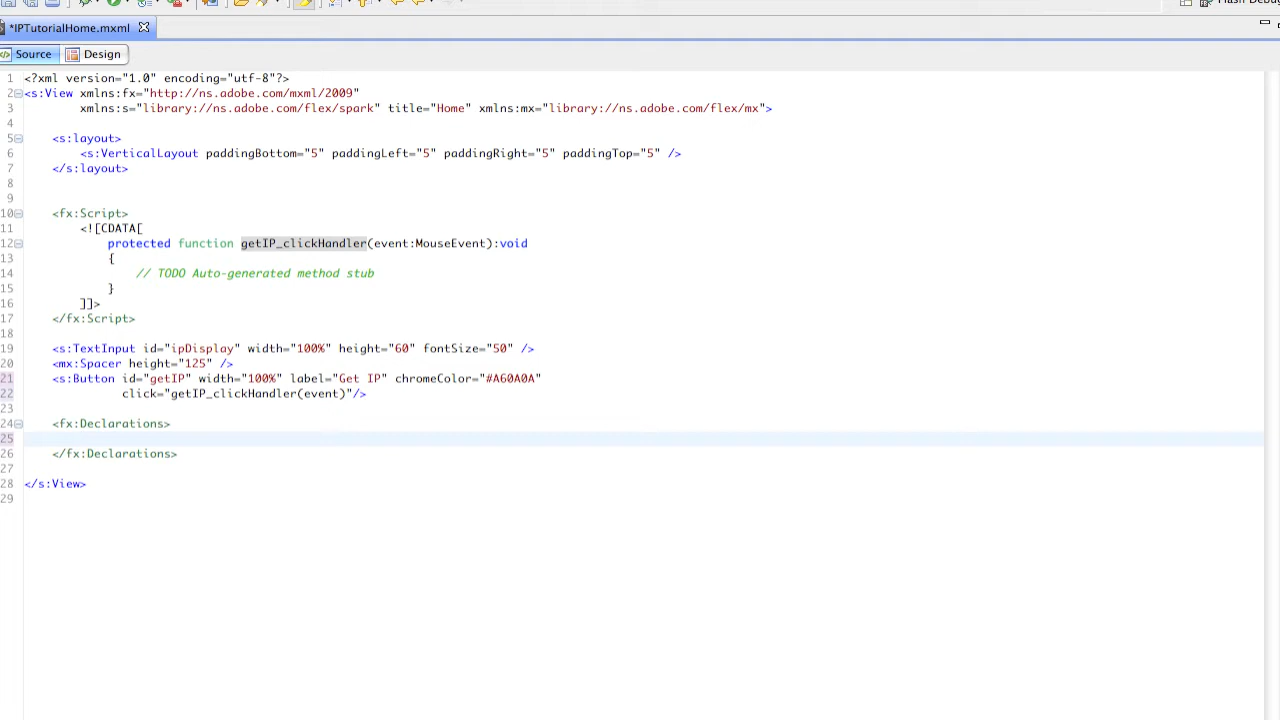 *IPTutorialHome.mxml
Source Design
1 <?xml version="1.0" encoding="utf-8"?>
2 <s:View xmlns:fx="http://ns.adobe.com/mxml/2009"
3 xmlns:s="library://ns.adobe.com/flex/spark" title="Home" xmlns:mx="library://ns.adobe.com/flex/mx">
4
5 <s:layout>
6 <s:VerticalLayout paddingBottom="5" paddingLeft="5" paddingRight="5" paddingTop="5" />
7 </s:layout>
8
9
10 <fx:Script>
11 <![CDATA[
12 protected function getIP_clickHandler(event:MouseEvent):void
13 {
14 // TODO Auto-generated method stub
15 }
16 ]]>
17 </fx:Script>
18
19 <s:TextInput id="ipDisplay" width="100%" height="60" fontSize="50" />
20 <mx:Spacer height="125" />
21 <s:Button id="getIP" width="100%" label="Get IP" chromeColor="#A60A0A"
22 click="getIP_clickHandler(event)"/>
23
24 <fx:Declarations>
25
26 </fx:Declarations>
27
28 </s:View>
29